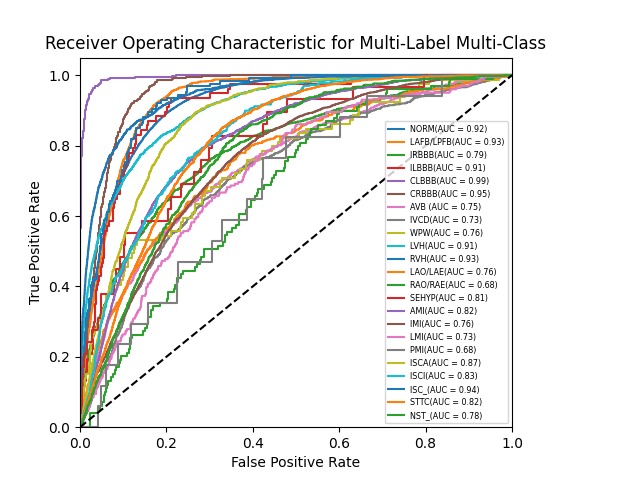 Receiver Operating Characteristic for Multi-Label Multi-Class
True Positive Rate
1.0
0.8
0.6
0.4
0.2
0.0
NORM(AUC = 0.92)
LAFB/LPFB(AUC = 0.93)
IRBBB(AUC = 0.79)
ILBBB(AUC = 0.91)
CLBBB(AUC = 0.99)
CRBBB(AUC = 0.95)
AVB (AUC = 0.75)
IVCD(AUC = 0.73)
WPW(AUC = 0.76)
LVH(AUC = 0.91)
RVH(AUC = 0.93)
LAO/LAE(AUC = 0.76)
RAO/RAE(AUC = 0.68)
SEHYP(AUC = 0.81)
AMI(AUC = 0.82)
IMI(AUC = 0.76)
LMI(AUC = 0.73)
PMI(AUC = 0.68)
ISCA(AUC = 0.87)
ISCI(AUC = 0.83)
ISC_(AUC = 0.94)
STTC(AUC = 0.82)
NST_(AUC = 0.78)
0.0 0.2 0.4 0.6 0.8 1.0
False Positive Rate